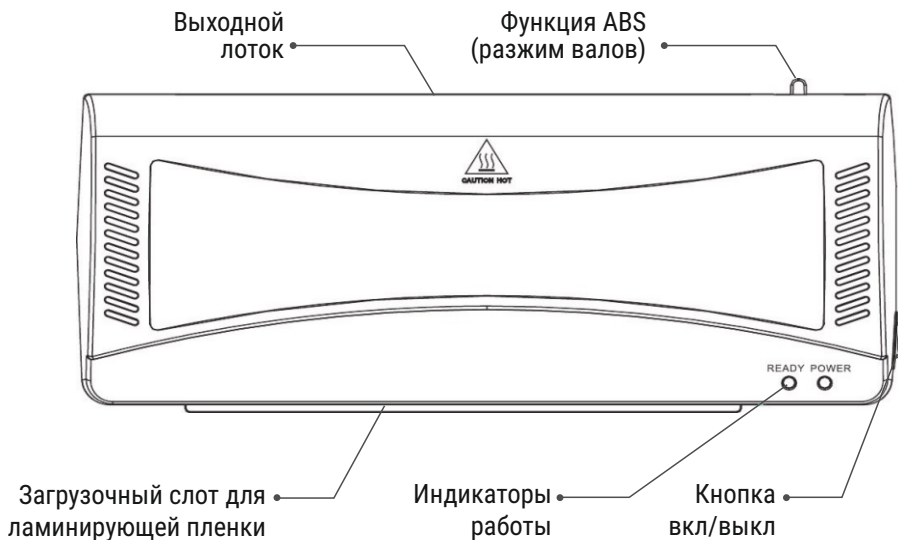 Выходной
лоток
Функция ABS
(разжим валов)
CAUTION HOT
READY POWER
Загрузочный слот для
ламинирующей пленки
Индикаторы
работы
Кнопка
вкл/выкл